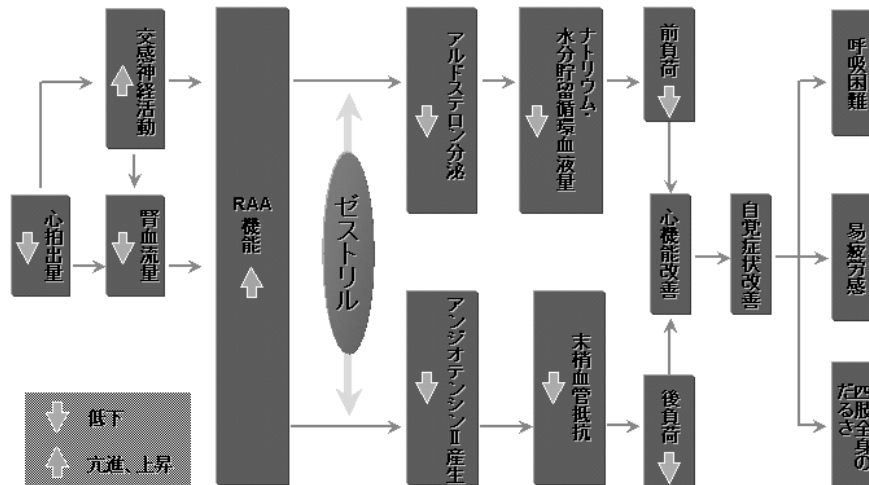 交感神経活動
心拍出量
腎血流量
RAA
機能
ゼストリル
アルドステロン分泌
ナトリウム・
水分貯留循環血液量
前負荷
アンジオテンシンⅡ産生
末梢血管抵抗
後負荷
心機能改善
自覚症状改善
呼吸困難
易疲労感
四肢全身の
だるさ
低下
亢進、上昇